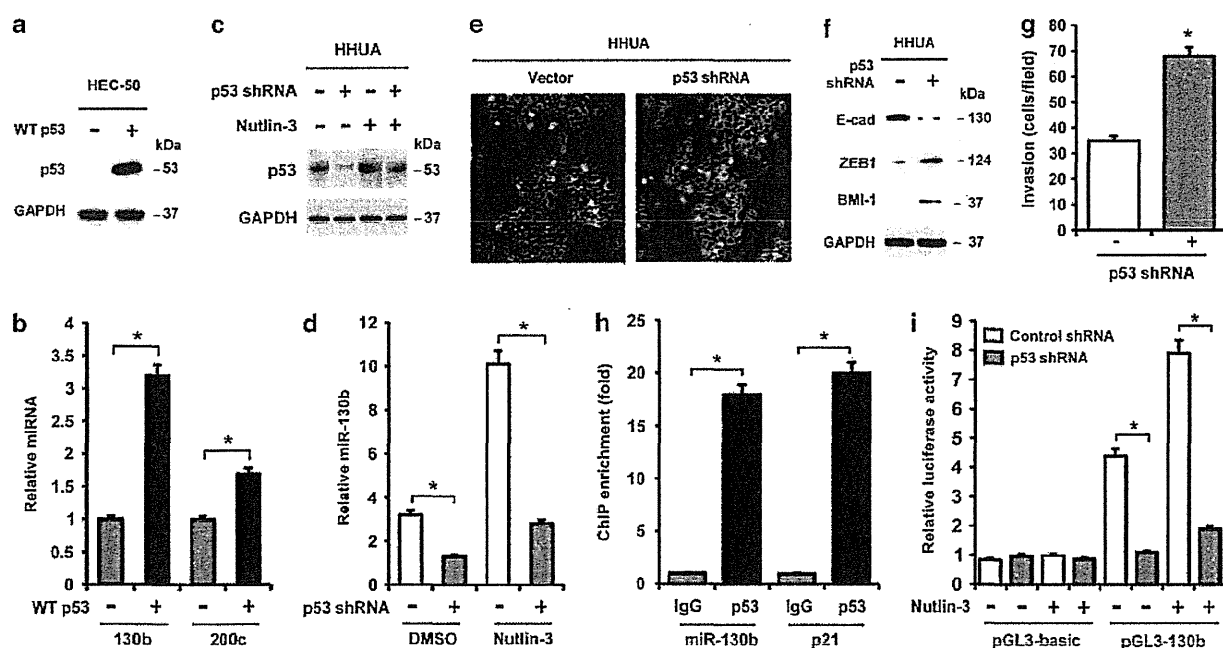 a
HEC-50
WT p53 - +
kDa
p53 - 53
GAPDH - 37
b
Relative miRNA
4
3.5
3
2.5
2
1.5
1
0.5
0
* *
WT p53 - + - +
130b 200c
c
HHUA
p53 shRNA - + - +
Nutlin-3 - - + +
kDa
p53 - 53
GAPDH - 37
d
Relative miR-130b
12
10
8
6
4
2
0
* *
p53 shRNA - + - +
DMSO Nutlin-3
e
HHUA
Vector p53 shRNA
f
HHUA
p53 shRNA - +
kDa
E-cad - 130
ZEB1 - 124
BMI-1 - 37
GAPDH - 37
g
Invasion (cells/field)
80
70
60
50
40
30
20
10
0
*
- +
p53 shRNA
h
ChIP enrichment (fold)
25
20
15
10
5
0
* *
IgG p53 IgG p53
miR-130b p21
i
Relative luciferase activity
9
8
7
6
5
4
3
2
1
0
Control shRNA
p53 shRNA
* *
Nutlin-3 - - + + - - + +
pGL3-basic pGL3-130b